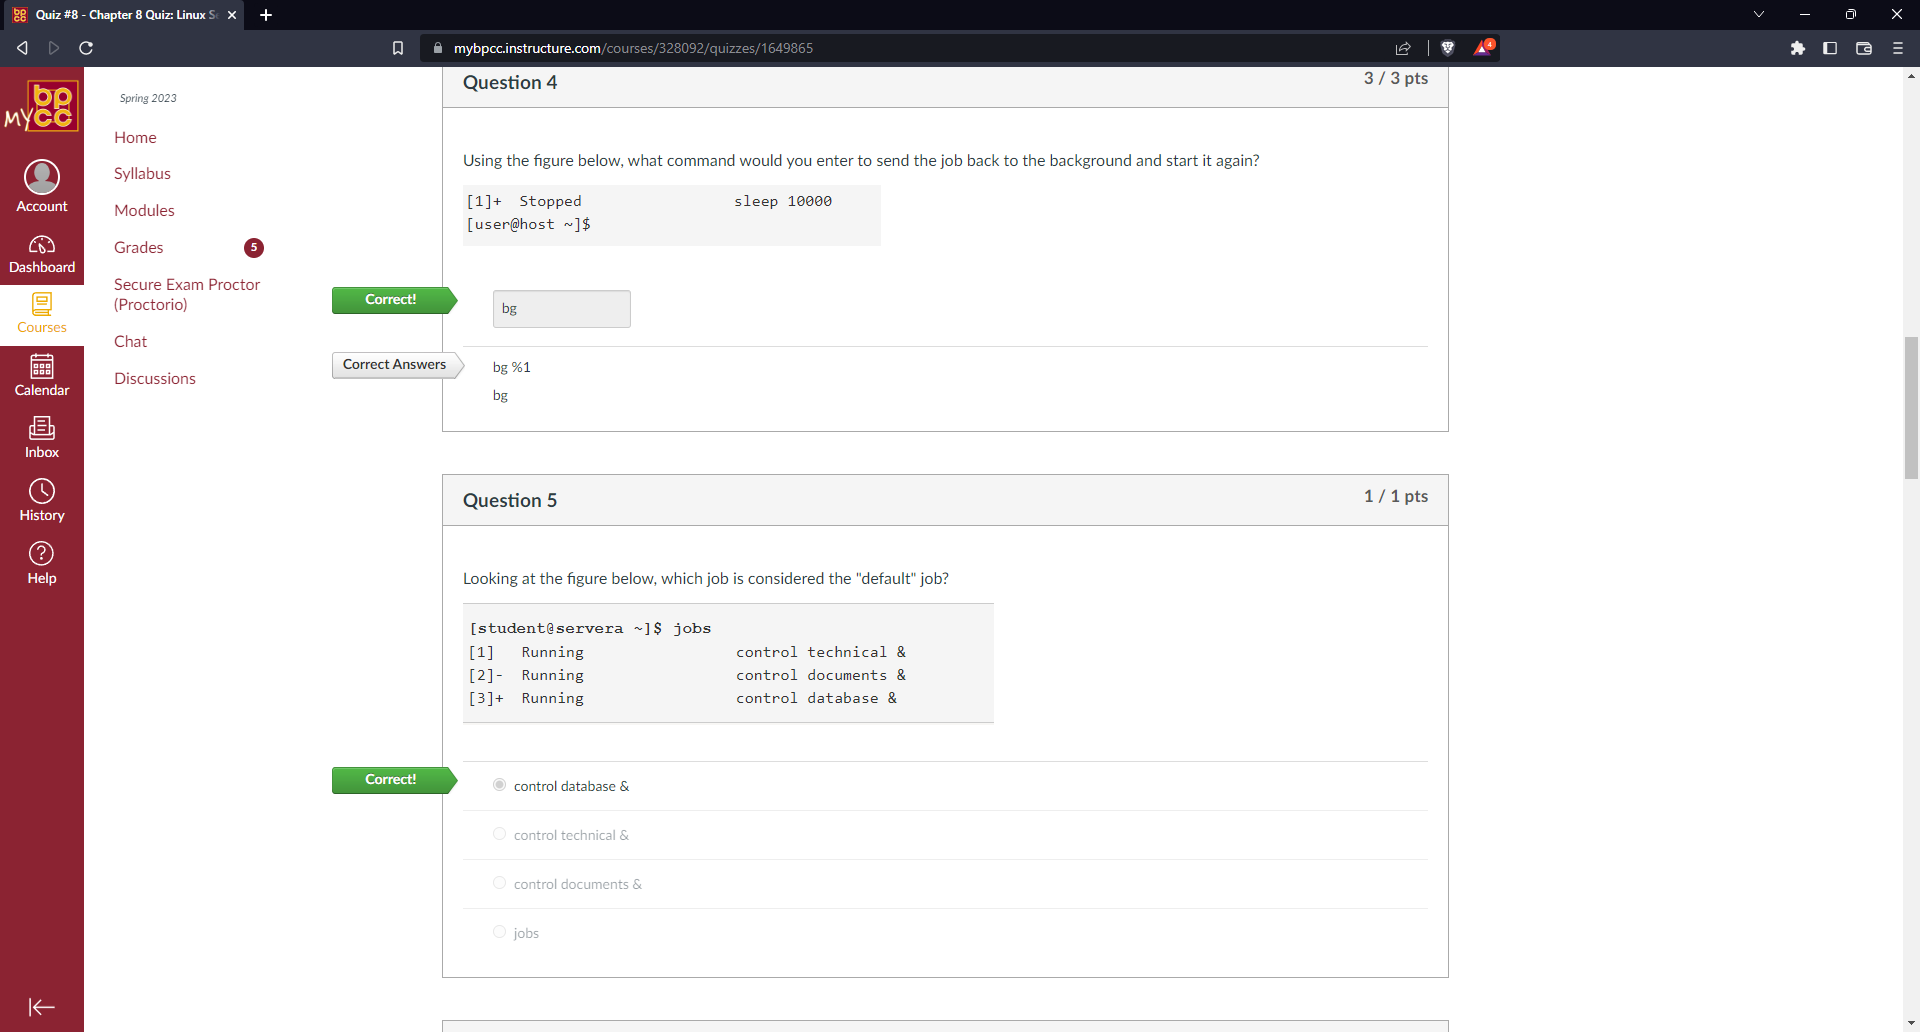 Quiz #8 - Chapter 8 Quiz: Linux S
mybpcc.instructure.com/courses/328092/quizzes/1649865
4
MY bp cc
Account
Dashboard
Courses
Calendar
Inbox
History
Help
Spring 2023
Home
Syllabus
Modules
Grades 5
Secure Exam Proctor
(Proctorio)
Chat
Discussions
Question 4 3 / 3 pts
Using the figure below, what command would you enter to send the job back to the background and start it again?
[1]+ Stopped sleep 10000
[user@host ~]$
Correct! bg
Correct Answers bg %1
bg
Question 5 1 / 1 pts
Looking at the figure below, which job is considered the "default" job?
[student@servera ~]$ jobs
[1] Running control technical &
[2]- Running control documents &
[3]+ Running control database &
Correct! control database &
control technical &
control documents &
jobs